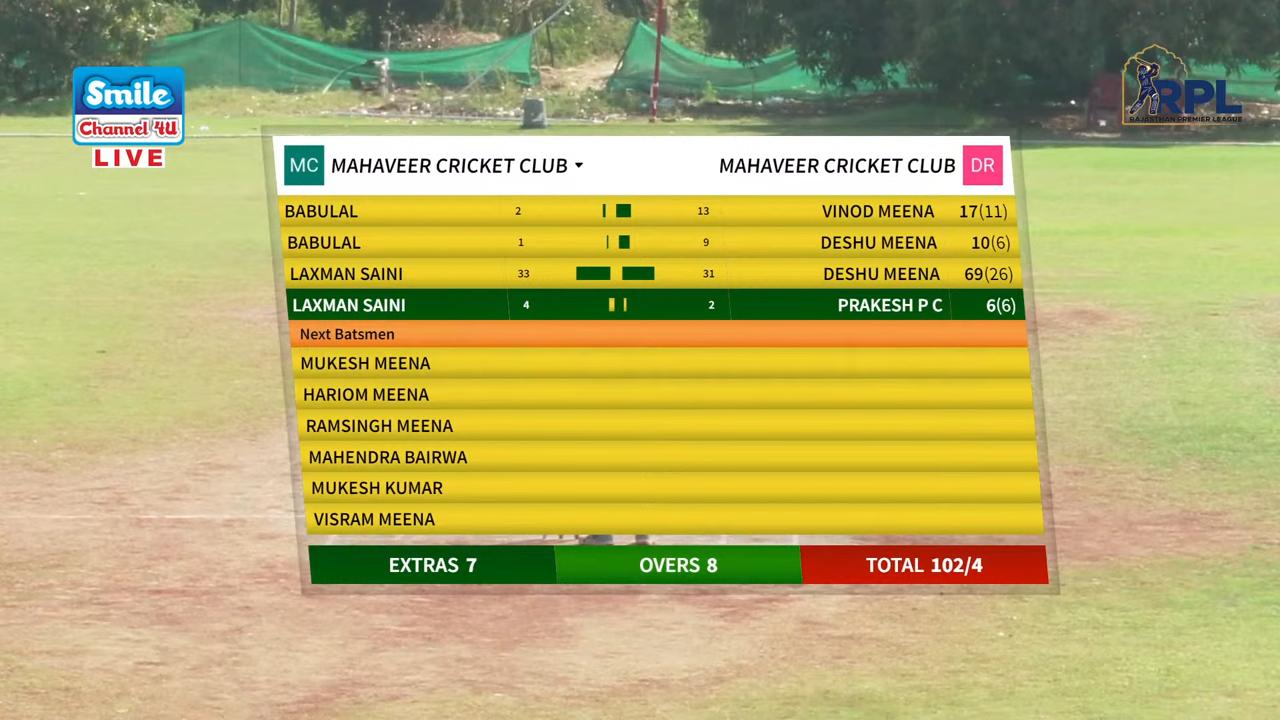 Smile
Channel 4U
LIVE
RPL
RAJASTHAN PREMIER LEAGUE
MC MAHAVEER CRICKET CLUB MAHAVEER CRICKET CLUB DR
BABULAL 2 13 VINOD MEENA 17(11)
BABULAL 1 9 DESHU MEENA 10(6)
LAXMAN SAINI 33 31 DESHU MEENA 69(26)
LAXMAN SAINI 4 2 PRAKESH P C 6(6)
Next Batsmen
MUKESH MEENA
HARIOM MEENA
RAMSINGH MEENA
MAHENDRA BAIRWA
MUKESH KUMAR
VISRAM MEENA
EXTRAS 7 OVERS 8 TOTAL 102/4